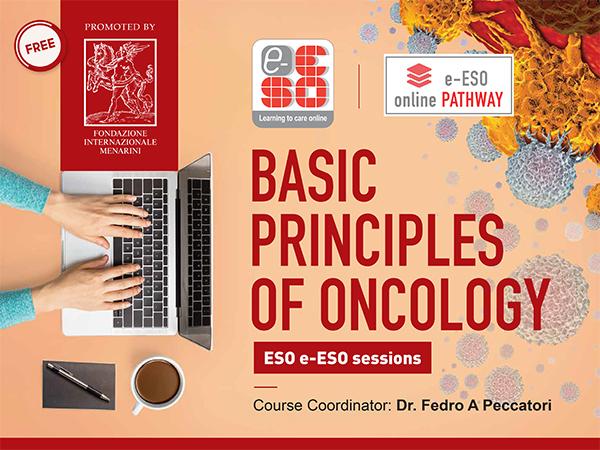 FREE
PROMOTED BY
FONDAZIONE
INTERNAZIONALE
MENARINI
e-ESO
Learning to care online
e-ESO
online PATHWAY
BASIC
PRINCIPLES
OF ONCOLOGY
ESO e-ESO sessions
Course Coordinator: Dr. Fedro A Peccatori